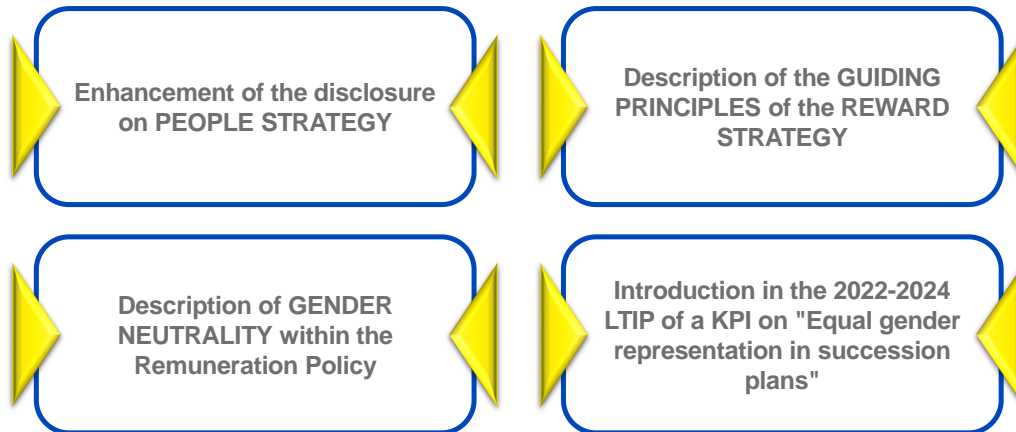 Enhancement of the disclosure
on PEOPLE STRATEGY
Description of the GUIDING
PRINCIPLES of the REWARD
STRATEGY
Description of GENDER
NEUTRALITY within the
Remuneration Policy
Introduction in the 2022-2024
LTIP of a KPI on "Equal gender
representation in succession
plans"